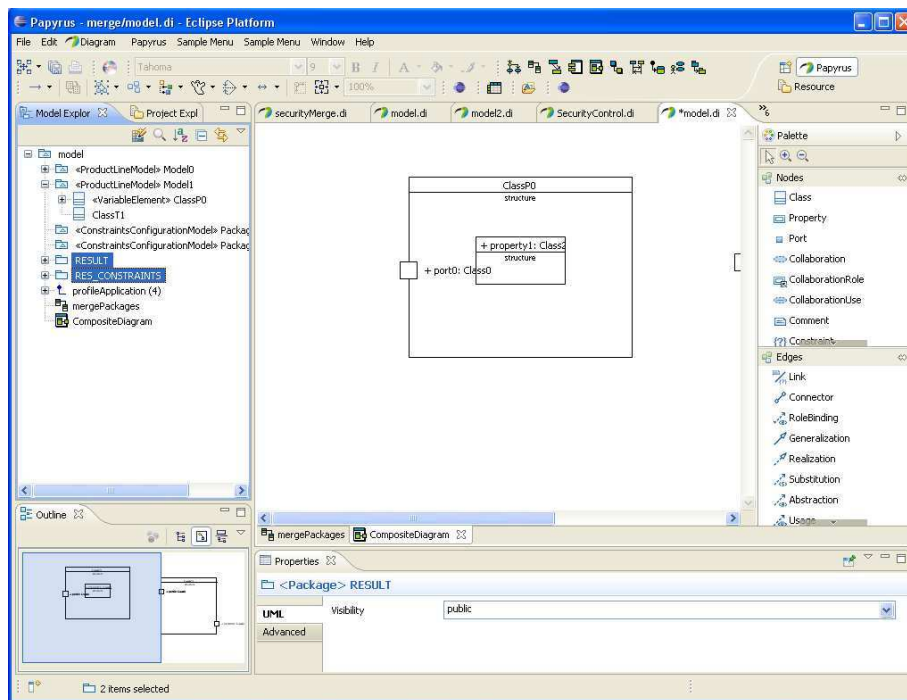 Papyrus - merge/model.di - Eclipse Platform
File Edit Diagram Papyrus Sample Menu Sample Menu Window Help
Tahoma 9 B I A Papyrus
100% Resource
Model Explor Project Expl securityMerge.di model.di model2.di SecurityControl.di *model.di 6
Palette
model
«ProductLineModel» Model0
«ProductLineModel» Model1
«VariableElement» ClassP0
ClassT1
«ConstraintsConfigurationModel» Packag
«ConstraintsConfigurationModel» Packag
RESULT
RES_CONSTRAINTS
profileApplication (4)
mergePackages
CompositeDiagram
ClassP0
structure
+ property1: Class2
structure
+ port0: Class0
Nodes
Class
Property
Port
Collaboration
CollaborationRole
CollaborationUse
Comment
{?} Constraint
Edges
Link
Connector
RoleBinding
Generalization
Realization
Substitution
Abstraction
Usage
Outline
mergePackages CompositeDiagram
Properties
<Package> RESULT
UML Visibility public
Advanced
2 items selected